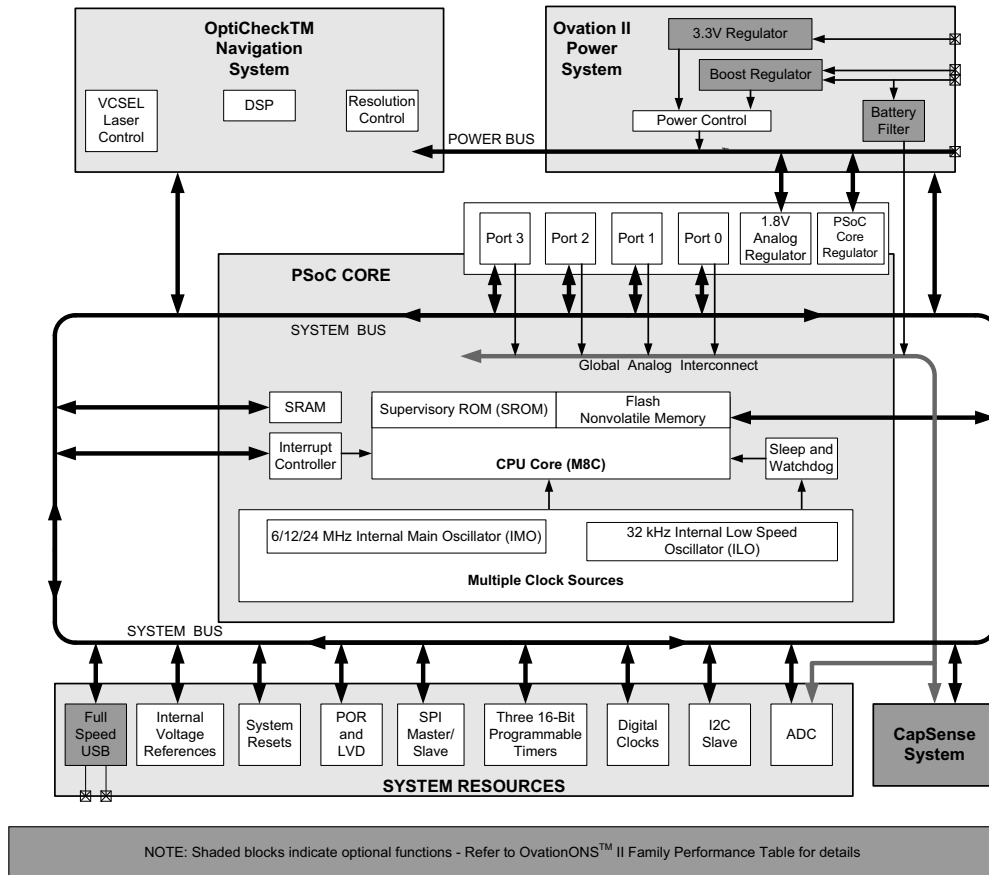 OptiCheckTM
Navigation
System
VCSEL
Laser
Control
DSP
Resolution
Control
Ovation II
Power
System
3.3V Regulator
Boost Regulator
Power Control
Battery
Filter
POWER BUS
Port 3
Port 2
Port 1
Port 0
1.8V
Analog
Regulator
PSoC
Core
Regulator
PSoC CORE
SYSTEM BUS
Global Analog Interconnect
SRAM
Interrupt
Controller
Supervisory ROM (SROM)
Flash
Nonvolatile Memory
CPU Core (M8C)
Sleep and
Watchdog
6/12/24 MHz Internal Main Oscillator (IMO)
32 kHz Internal Low Speed
Oscillator (ILO)
Multiple Clock Sources
SYSTEM BUS
Full
Speed
USB
Internal
Voltage
References
System
Resets
POR
and
LVD
SPI
Master/
Slave
Three 16-Bit
Programmable
Timers
Digital
Clocks
I2C
Slave
ADC
CapSense
System
SYSTEM RESOURCES
NOTE: Shaded blocks indicate optional functions - Refer to OvationONS™ II Family Performance Table for details